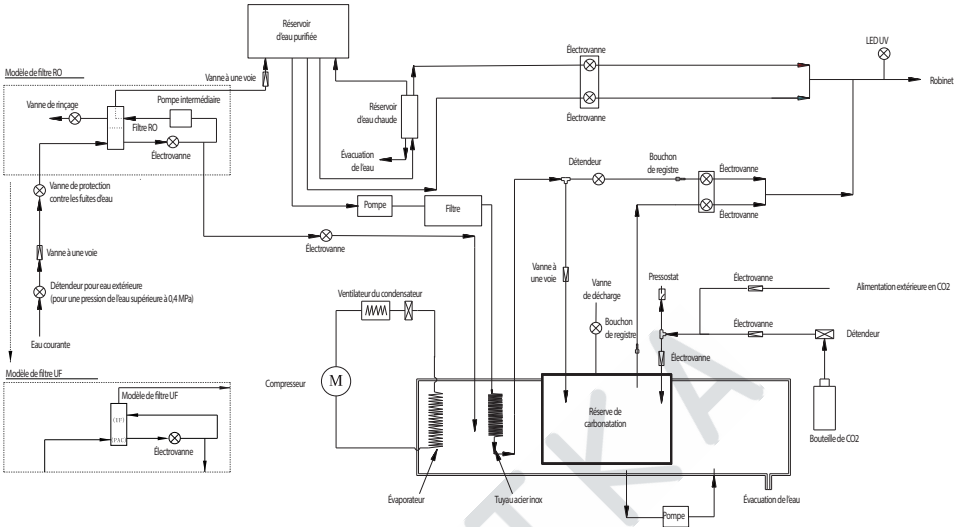 Réservoir
d'eau purifiée
Électrovanne
LED UV
Robinet
Modèle de filtre RO
Vanne à une voie
Vanne de rinçage
Pompe intermédiaire
Filtre RO
Électrovanne
Réservoir
d'eau chaude
Électrovanne
Évacuation
de l'eau
Détendeur
Bouchon
de registre
Électrovanne
Vanne de protection
contre les fuites d'eau
Pompe
Filtre
Électrovanne
Électrovanne
Vanne à une voie
Vanne à
une voie
Vanne
de décharge
Pressostat
Électrovanne
Alimentation extérieure en CO2
Détendeur pour eau extérieure
(pour une pression de l'eau supérieure à 0,4 MPa)
Ventilateur du condensateur
Bouchon
de registre
Électrovanne
Détendeur
Eau courante
Électrovanne
Modèle de filtre UF
Compresseur
M
Modèle de filtre UF
(UF)
(PAC)
Électrovanne
Réserve de
carbonatation
Bouteille de CO2
Évaporateur
Tuyau acier inox
Pompe
Évacuation de l'eau
TKA